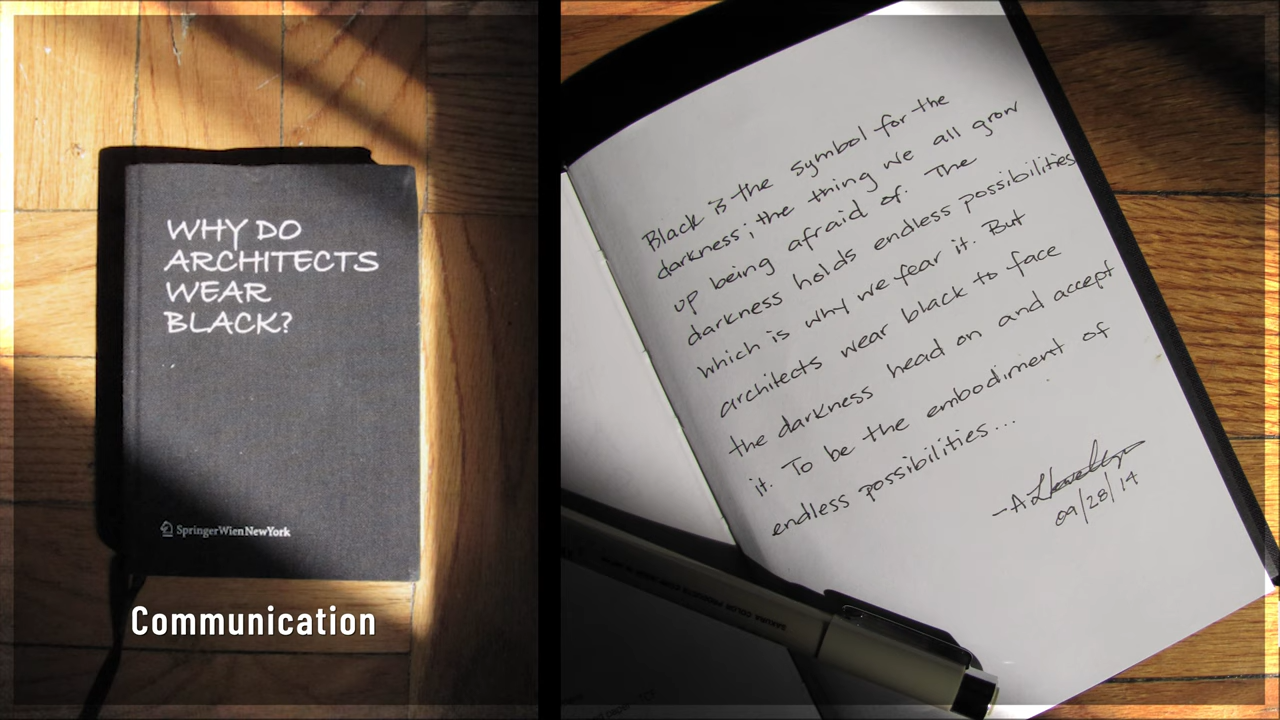 WHY DO
ARCHITECTS
WEAR
BLACK?
SpringerWienNewYork
Communication
Black is the symbol for the
darkness; the thing we all grow
up being afraid of. The
darkness holds endless possibilities
which is why we fear it. But
architects wear black to face
the darkness head on and accept
it. To be the embodiment of
endless possibilities...
-A
09/28/14
SAKURA COLOR PRODUCTS